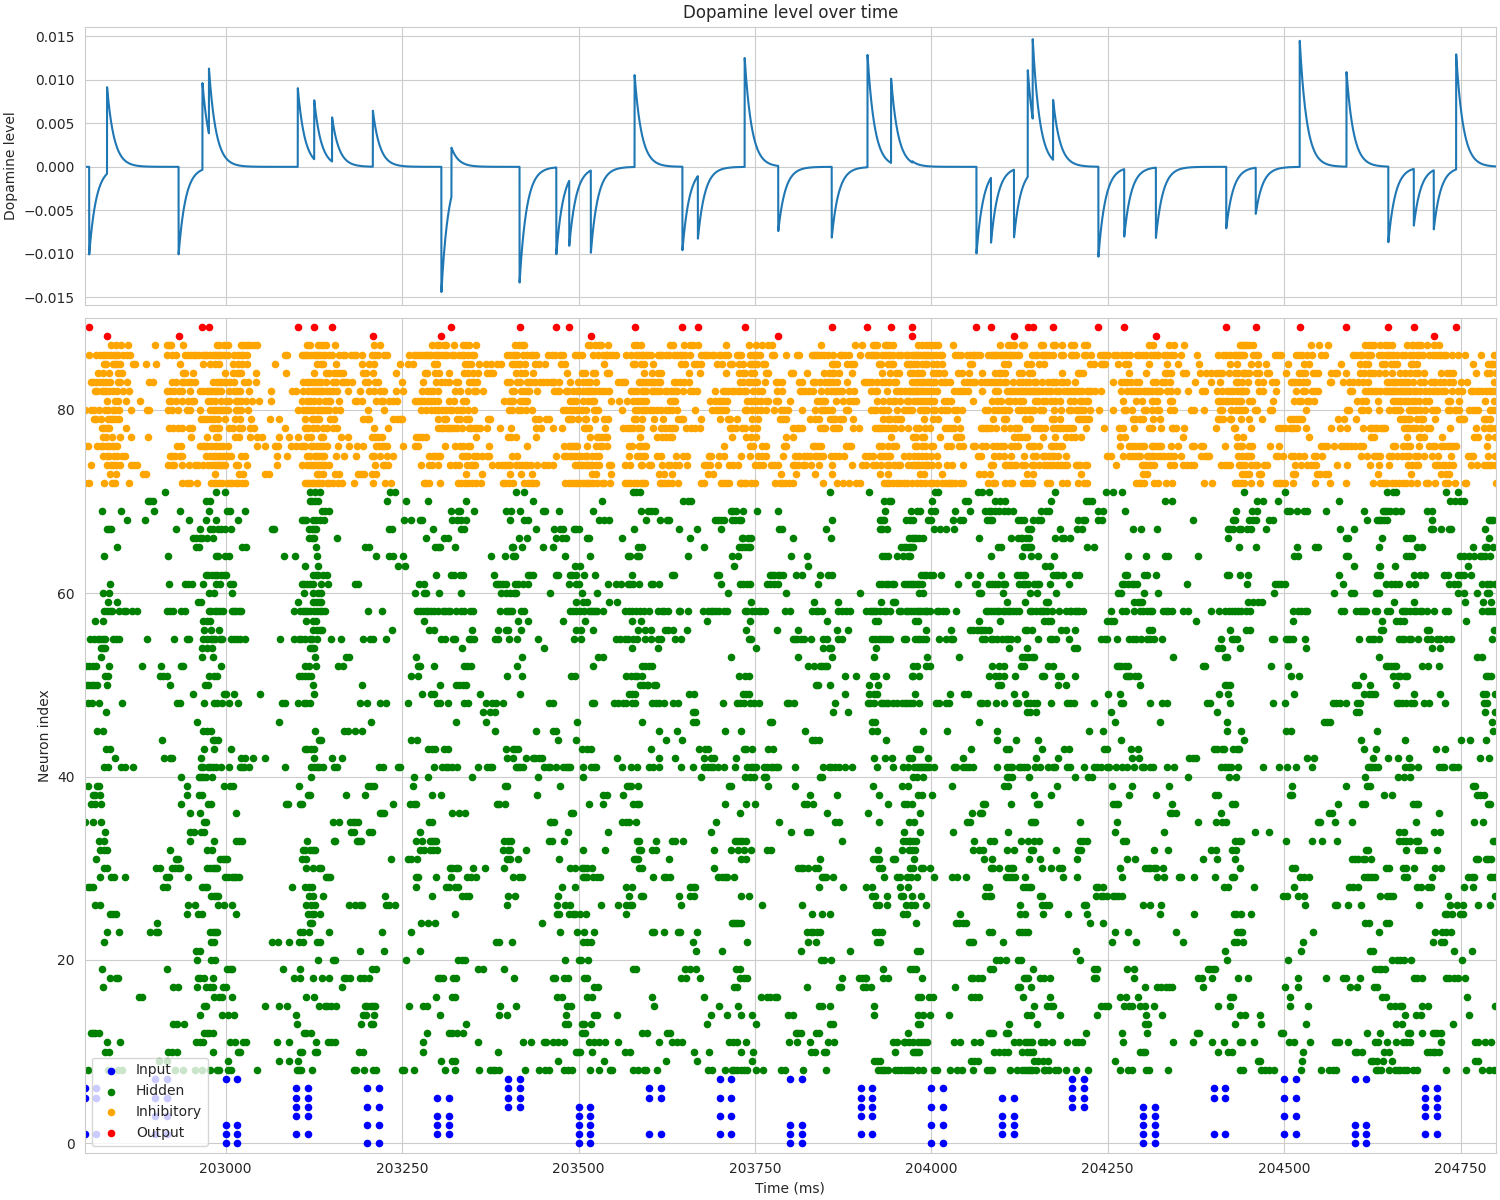 Dopamine level over time
Dopamine level
0.015
0.010
0.005
0.000
−0.005
−0.010
−0.015
Neuron index
80
60
40
20
0
Input
Hidden
Inhibitory
Output
203000
203250
203500
203750
204000
204250
204500
204750
Time (ms)